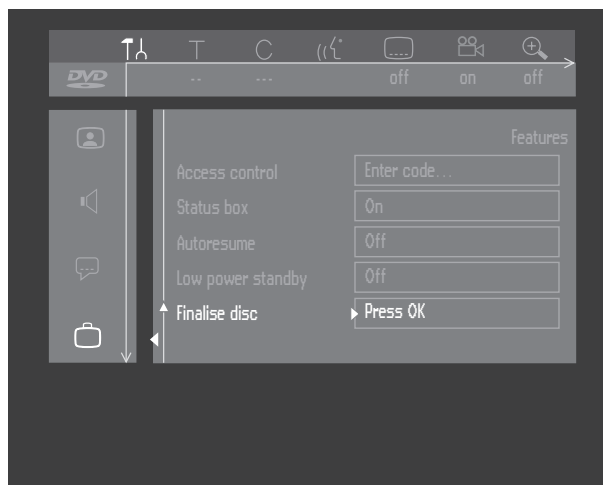 T C
DVD -- --- off on off
Features
Access control Enter code...
Status box On
Autoresume Off
Low power standby Off
Finalise disc Press OK